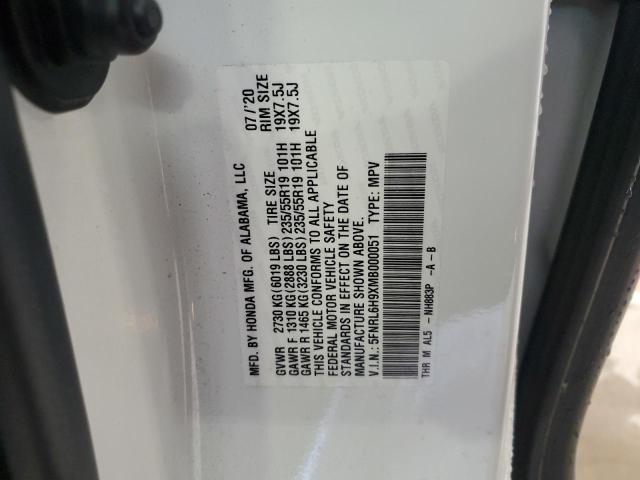 MFD. BY HONDA MFG. OF ALABAMA, LLC 07/'20
GVWR 2730 KG(6019 LBS) TIRE SIZE RIM SIZE
GAWR F 1310 KG(2888 LBS)235/55R19 101H 19X7.5J
GAWR R 1465 KG(3230 LBS)235/55R19 101H 19X7.5J
THIS VEHICLE CONFORMS TO ALL APPLICABLE
FEDERAL MOTOR VEHICLE SAFETY
STANDARDS IN EFFECT ON THE DATE OF
MANUFACTURE SHOWN ABOVE.
V.I.N.: 5FNRL6H9XMB000051 TYPE: MPV
THR M AL5 - NH883P -A-B